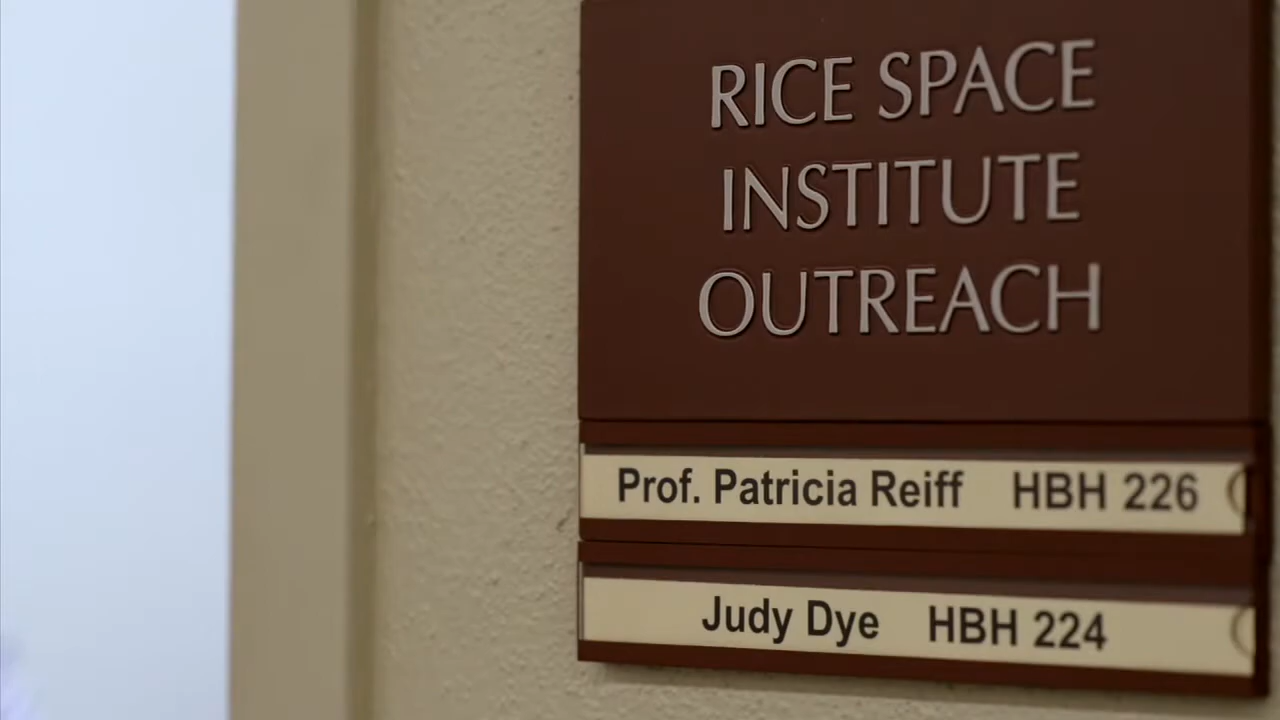 RICE SPACE
INSTITUTE
OUTREACH
Prof. Patricia Reiff HBH 226
Judy Dye HBH 224